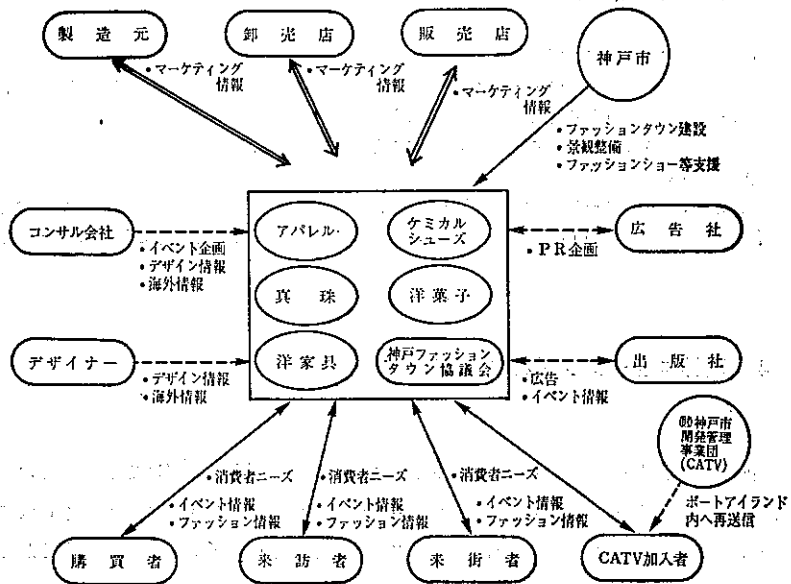 製造元
卸売店
販売店
神戸市
・マーケティング
情報
・マーケティング
情報
・マーケティング
情報
・ファッションタウン建設
・景観整備
・ファッションショー等支援
コンサル会社
・イベント企画
・デザイン情報
・海外情報
アパレル
ケミカル
シューズ
・PR企画
広告社
真珠
洋菓子
デザイナー
・デザイン情報
・海外情報
洋家具
神戸ファッション
タウン協議会
・広告
・イベント情報
出版社
㈶神戸市
開発管理
事業団
(CATV)
ポートアイランド
内へ再送信
・消費者ニーズ
・イベント情報
・ファッション情報
・消費者ニーズ
・イベント情報
・ファッション情報
・消費者ニーズ
・イベント情報
・ファッション情報
購買者
来訪者
来街者
CATV加入者